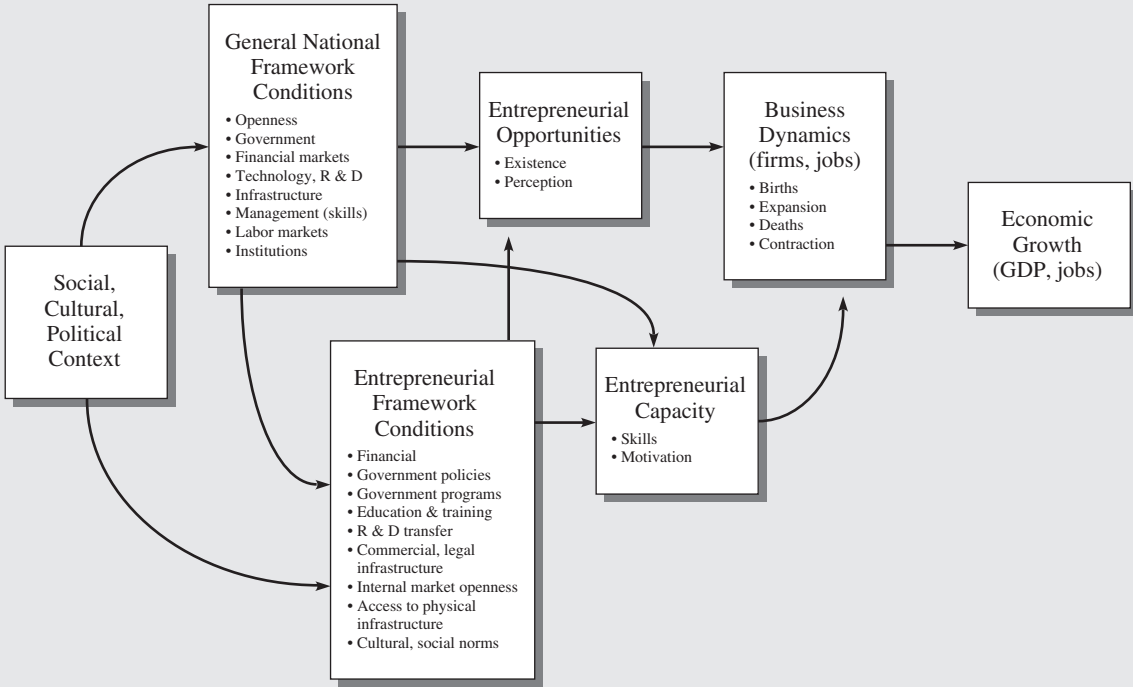 General National
Framework
Conditions
• Openness
• Government
• Financial markets
• Technology, R & D
• Infrastructure
• Management (skills)
• Labor markets
• Institutions
Entrepreneurial
Opportunities
• Existence
• Perception
Business
Dynamics
(firms, jobs)
• Births
• Expansion
• Deaths
• Contraction
Economic
Growth
(GDP, jobs)
Social,
Cultural,
Political
Context
Entrepreneurial
Framework
Conditions
• Financial
• Government policies
• Government programs
• Education & training
• R & D transfer
• Commercial, legal
infrastructure
• Internal market openness
• Access to physical
infrastructure
• Cultural, social norms
Entrepreneurial
Capacity
• Skills
• Motivation